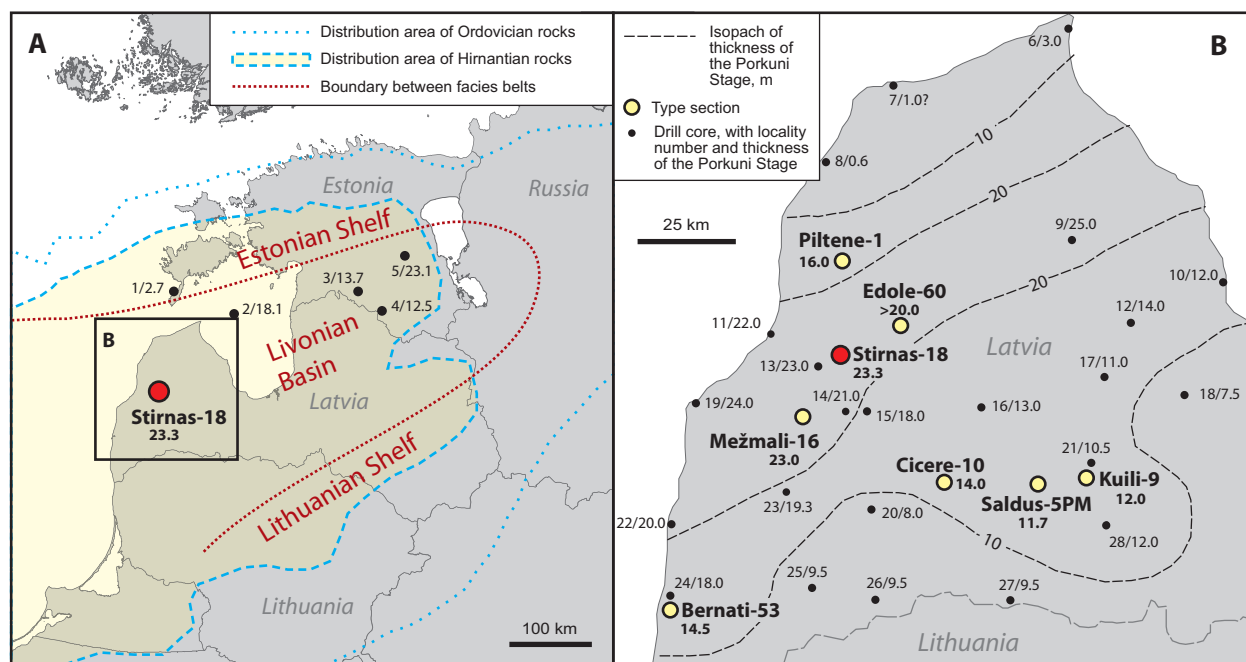 A
Distribution area of Ordovician rocks
Distribution area of Hirnantian rocks
Boundary between facies belts
Estonia
Russia
Estonian Shelf
5/23.1
1/2.7
3/13.7
2/18.1
4/12.5
B
Livonian
Basin
Latvia
Stirnas-18
23.3
Lithuanian Shelf
Lithuania
100 km
B
Isopach of
thickness of
the Porkuni
Stage, m
Type section
Drill core, with locality
number and thickness
of the Porkuni Stage
25 km
6/3.0
7/1.0?
10
8/0.6
20
Piltene-1
16.0
9/25.0
20
10/12.0
Edole-60
>20.0
12/14.0
11/22.0
Stirnas-18
23.3
Latvia
13/23.0
17/11.0
14/21.0
18/7.5
19/24.0
15/18.0
16/13.0
Mežmali-16
23.0
21/10.5
Cicere-10
14.0
Kuili-9
12.0
Saldus-5PM
11.7
23/19.3
20/8.0
22/20.0
10
28/12.0
24/18.0
25/9.5
26/9.5
27/9.5
Bernati-53
14.5
Lithuania